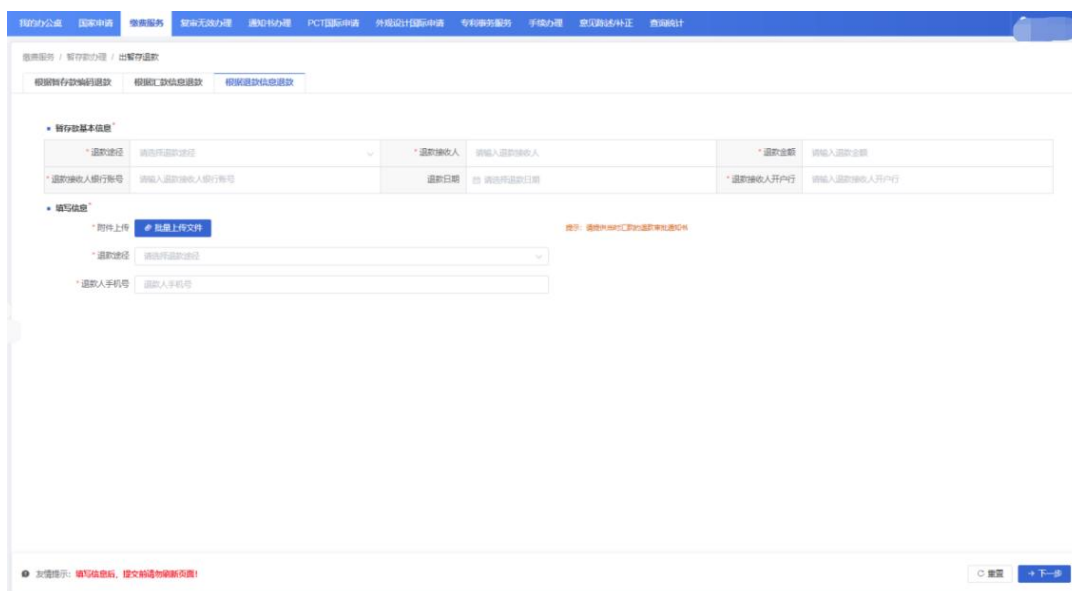 我的办公桌 国家申请 缴费服务 复审无效办理 通知书办理 PCT国际申请 外观设计国际申请 专利事务服务 手续办理 意见陈述/补正 查询统计
缴费服务 / 暂存款办理 / 出暂存退款
根据暂存款编码退款 根据汇款信息退款 根据退款信息退款
暂存款基本信息*
*退款途径 请选择退款途径 *退款接收人 请输入退款接收人 *退款金额 请输入退款金额
*退款接收人银行账号 请输入退款接收人银行账号 退款日期 请选择退款日期 *退款接收人开户行 请输入退款接收人开户行
填写信息*
*附件上传 批量上传文件 提示：请提供当时汇款的退款审批通知书
*退款途径 请选择退款途径
*退款人手机号 退款人手机号
友情提示：填写信息后，提交前请勿刷新页面！ 重置 下一步